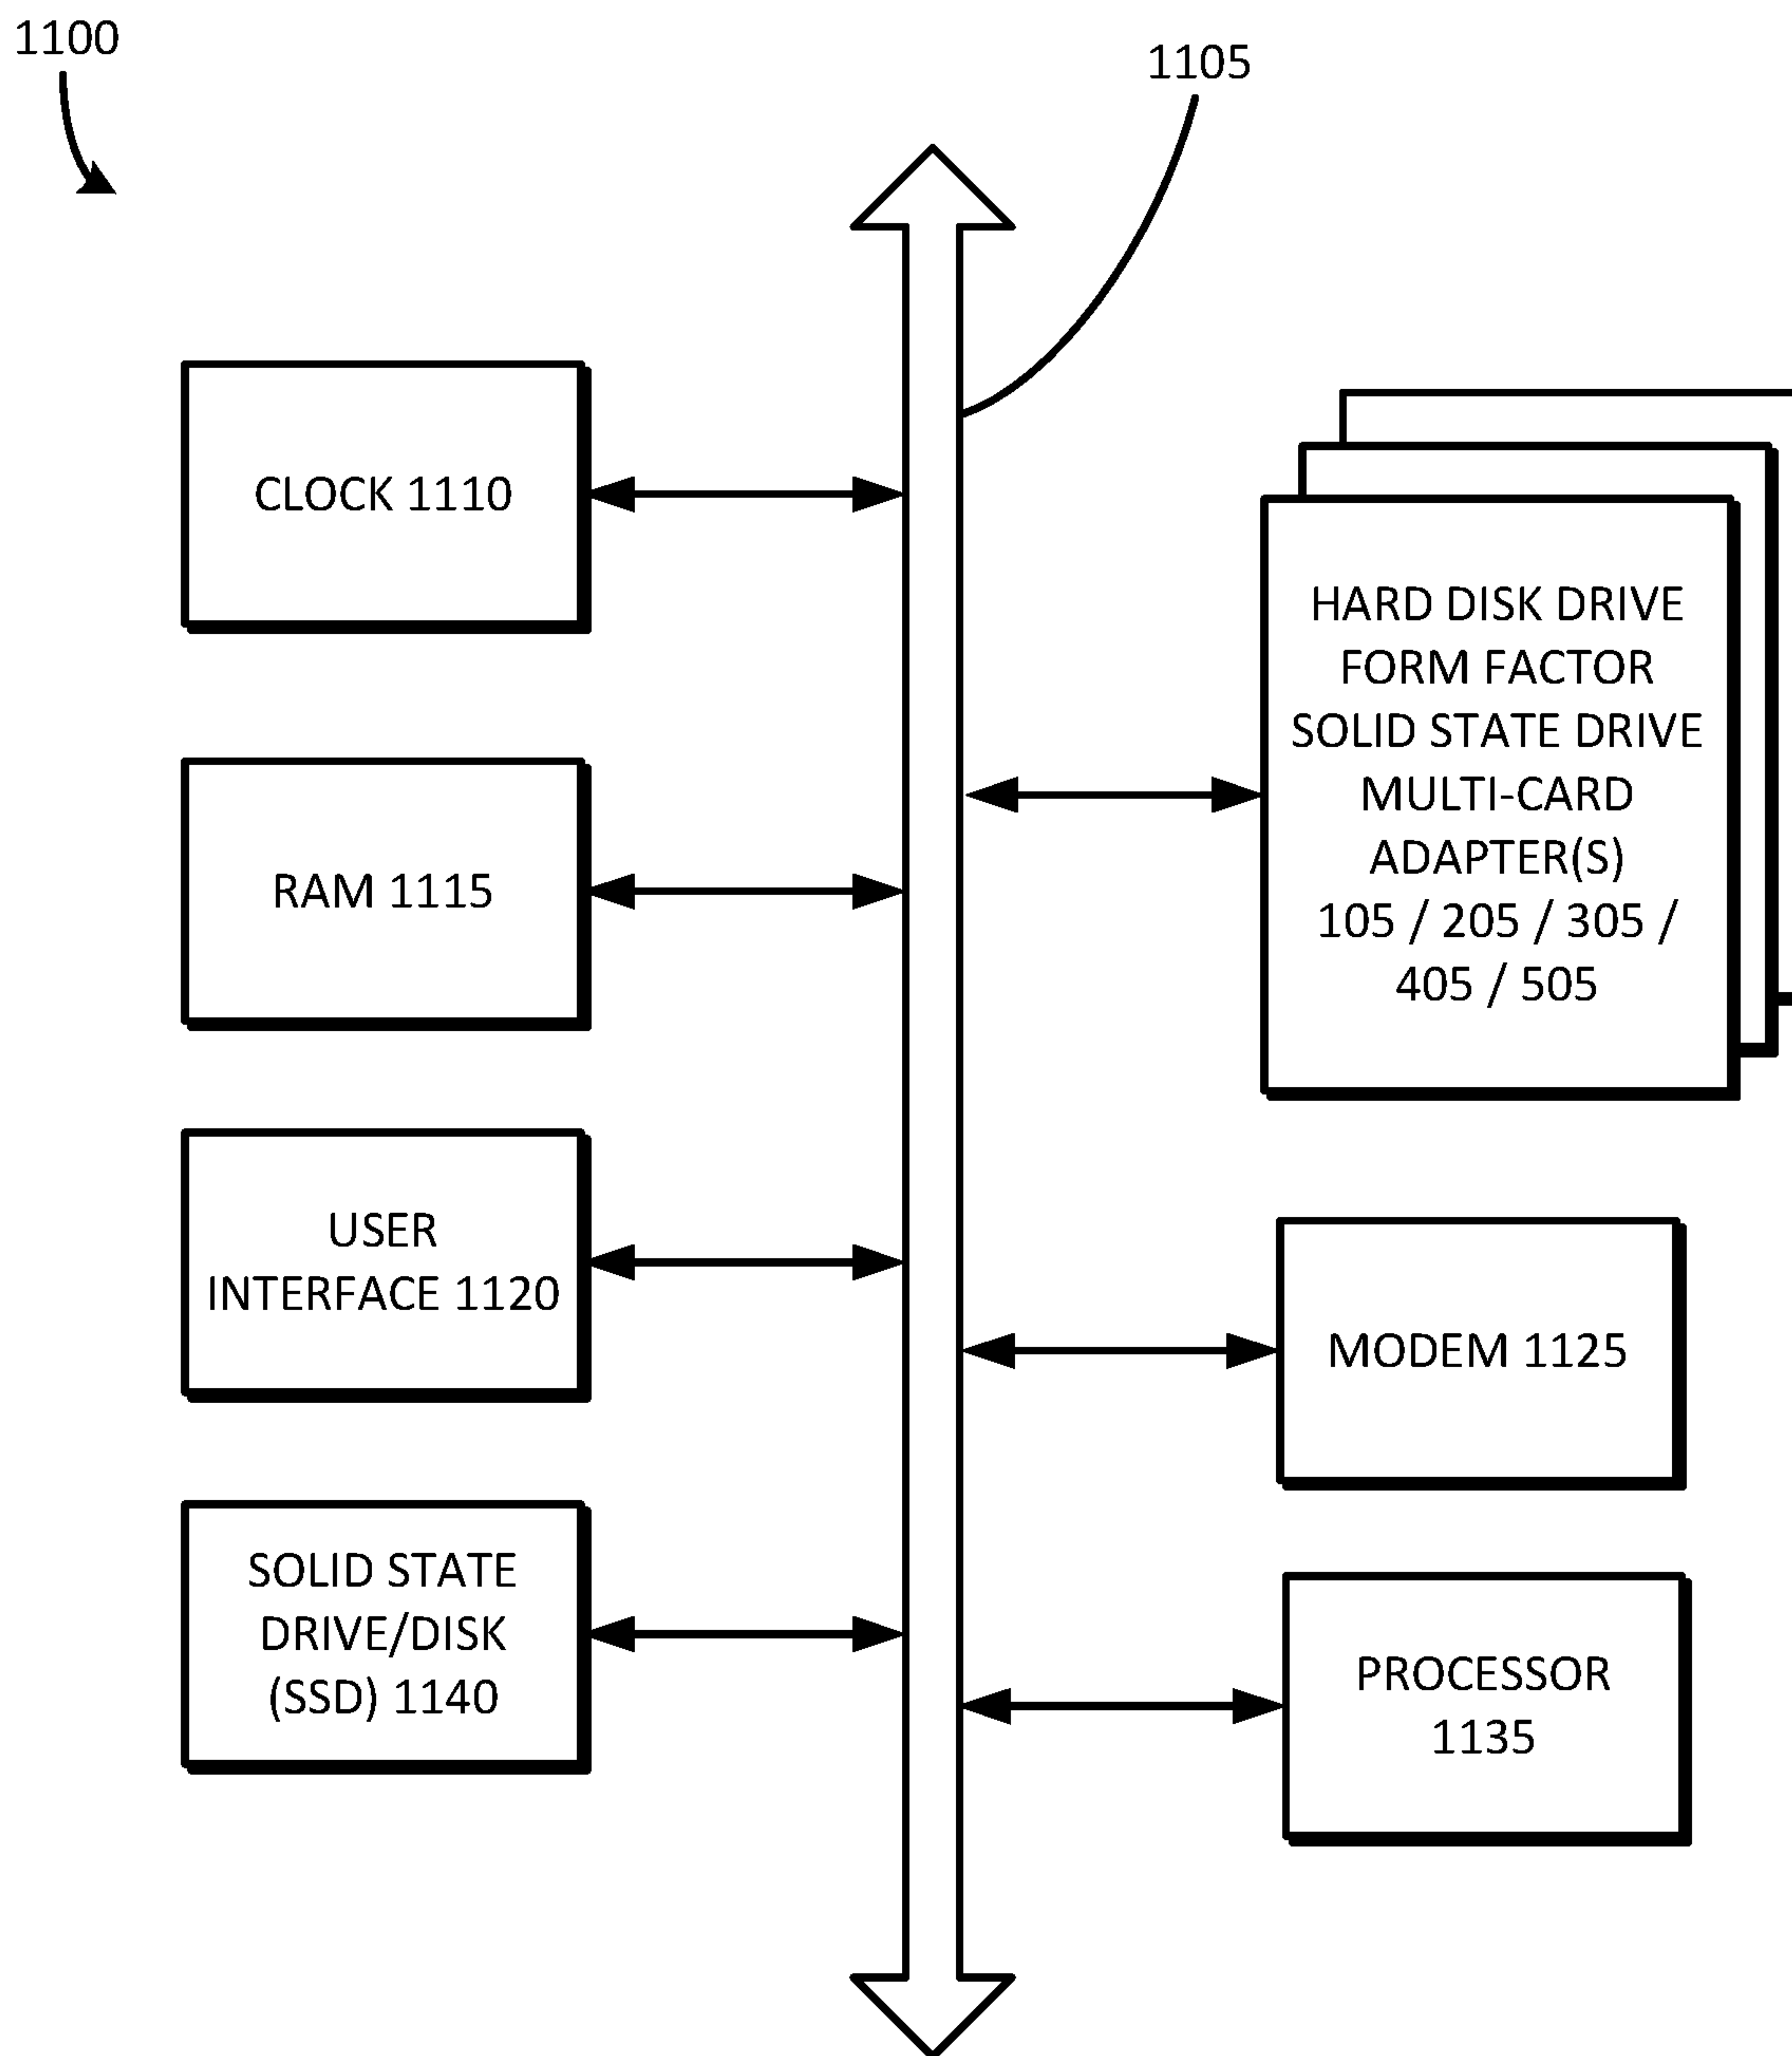 1100
1105
CLOCK 1110
RAM 1115
USER
INTERFACE 1120
SOLID STATE
DRIVE/DISK
(SSD) 1140
HARD DISK DRIVE
FORM FACTOR
SOLID STATE DRIVE
MULTI-CARD
ADAPTER(S)
105 / 205 / 305 /
405 / 505
MODEM 1125
PROCESSOR
1135